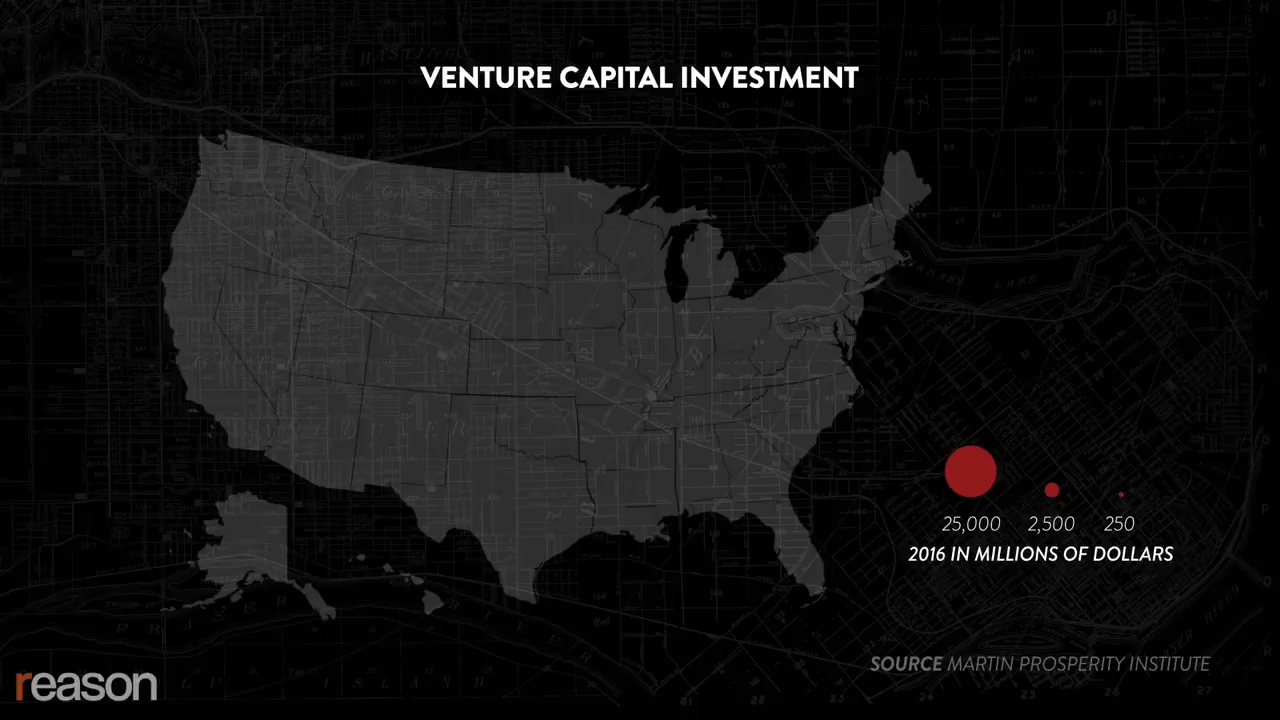 VENTURE CAPITAL INVESTMENT
25,000 2,500 250
2016 IN MILLIONS OF DOLLARS
SOURCE MARTIN PROSPERITY INSTITUTE
reason